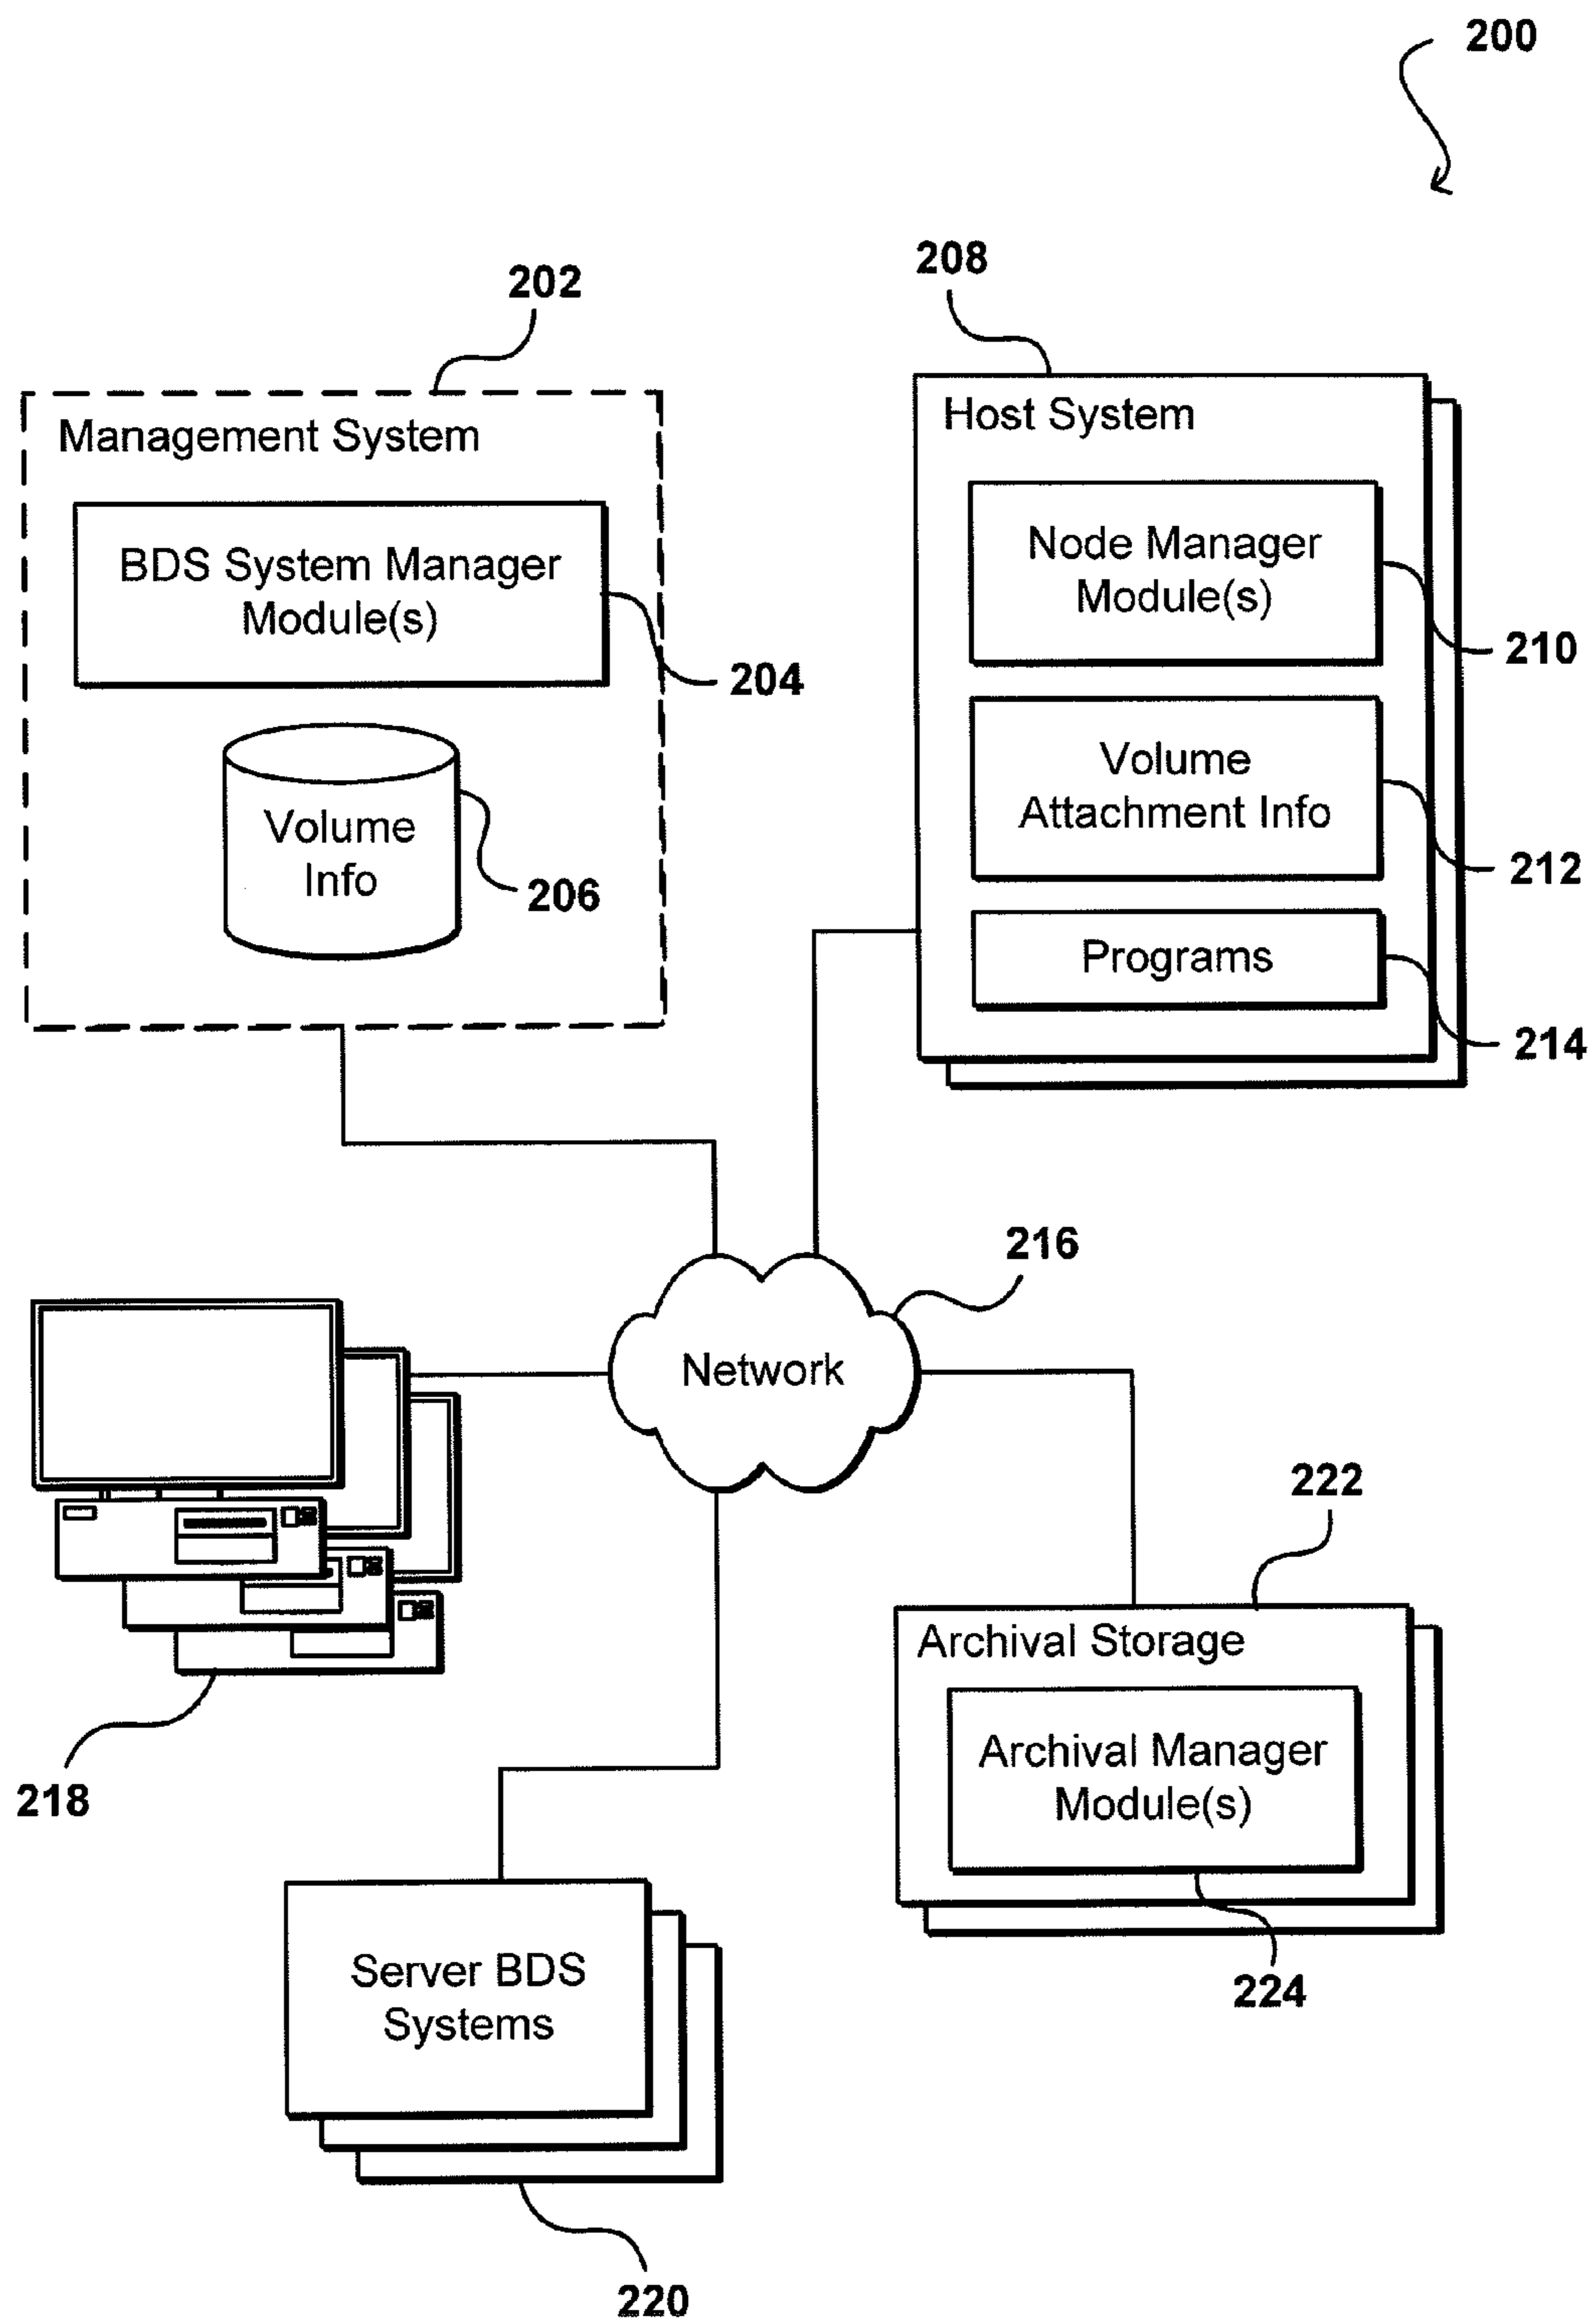 200
208
202
Host System
Management System
Node Manager
Module(s)
BDS System Manager
Module(s)
210
204
Volume
Attachment Info
Volume
Info
212
206
Programs
214
216
Network
222
Archival Storage
Archival Manager
Module(s)
218
224
Server BDS
Systems
220